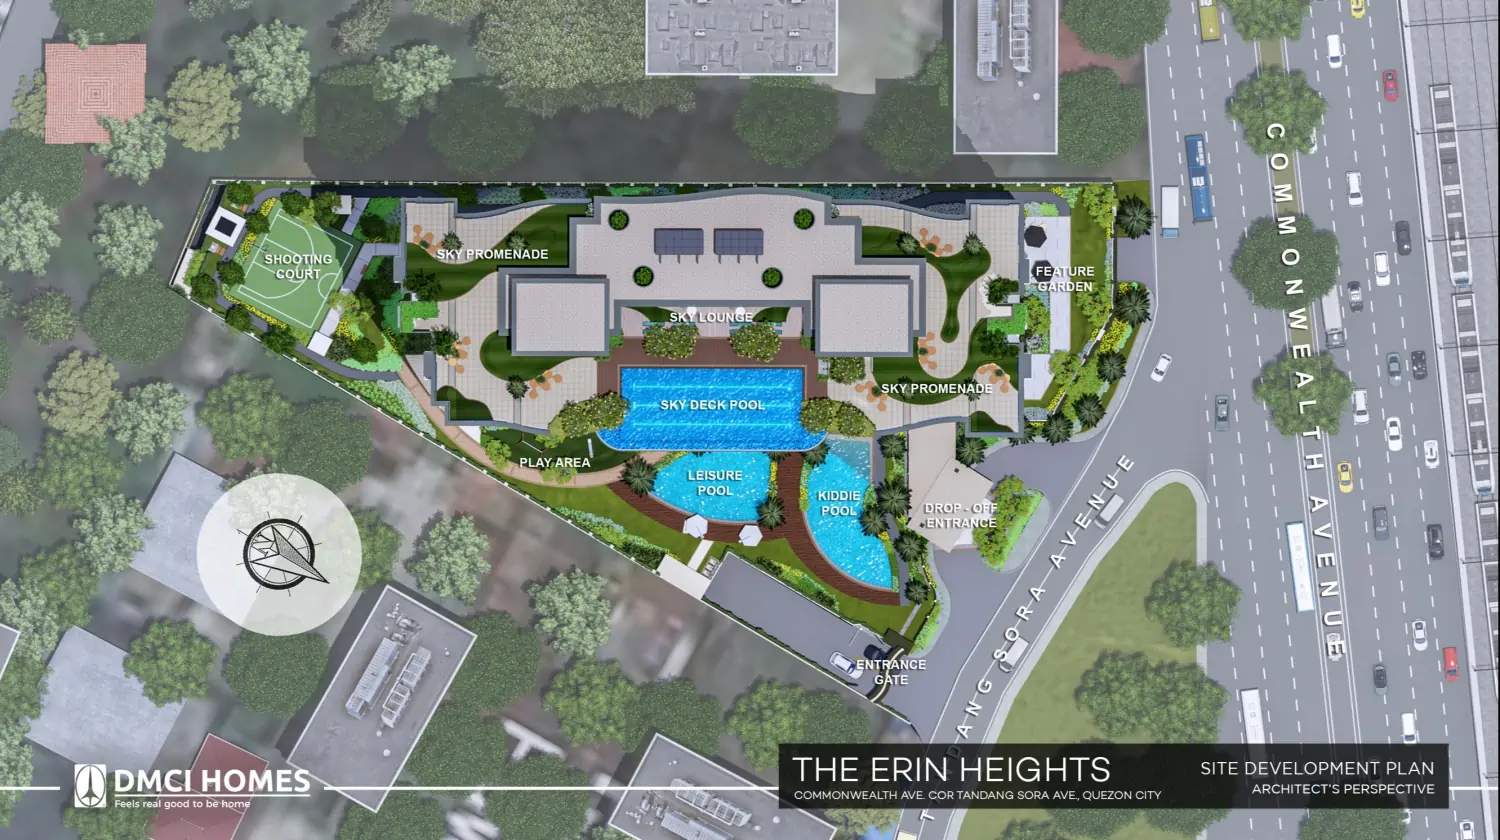 COMMONWEALTH AVENUE
SKY PROMENADE
SHOOTING
COURT
FEATURE
GARDEN
SKY LOUNGE
SKY PROMENADE
SKY DECK POOL
PLAY AREA
LEISURE
POOL
KIDDIE
POOL
DROP - OFF
ENTRANCE
ENTRANCE
GATE
DANG SORA AVENUE
THE ERIN HEIGHTS
COMMONWEALTH AVE. COR TANDANG SORA AVE., QUEZON CITY
SITE DEVELOPMENT PLAN
ARCHITECT'S PERSPECTIVE
DMCI HOMES
Feels real good to be home